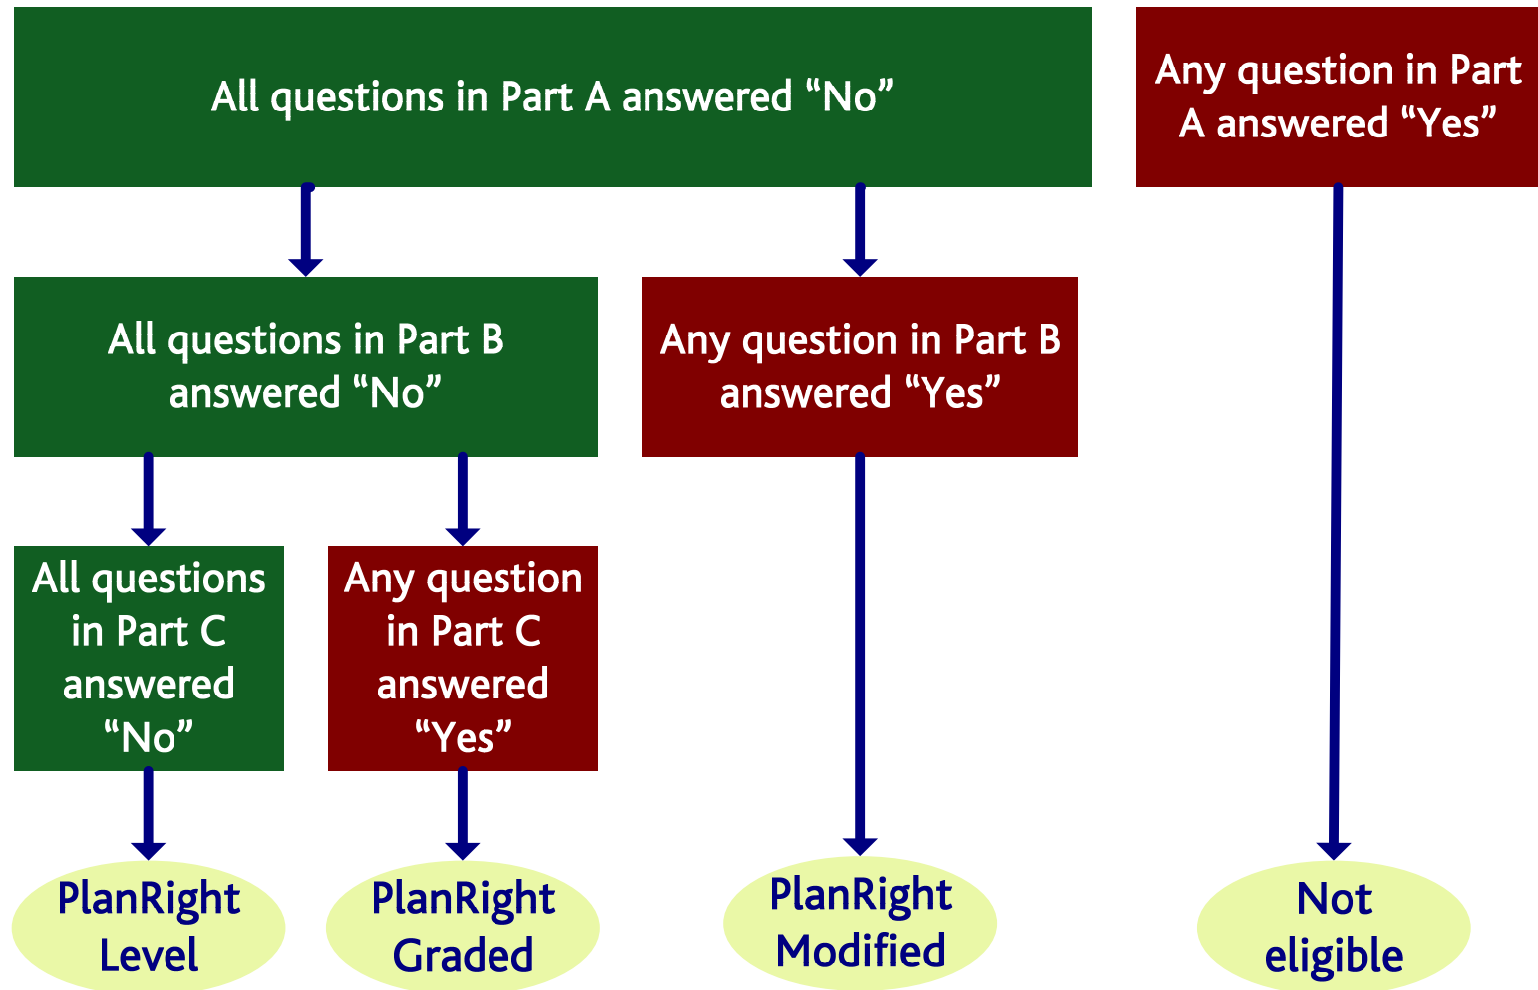 All questions in Part A answered “No”
Any question in Part
A answered “Yes”
All questions in Part B
answered “No”
Any question in Part B
answered “Yes”
All questions
in Part C
answered
“No”
Any question
in Part C
answered
“Yes”
PlanRight
Level
PlanRight
Graded
PlanRight
Modified
Not
eligible